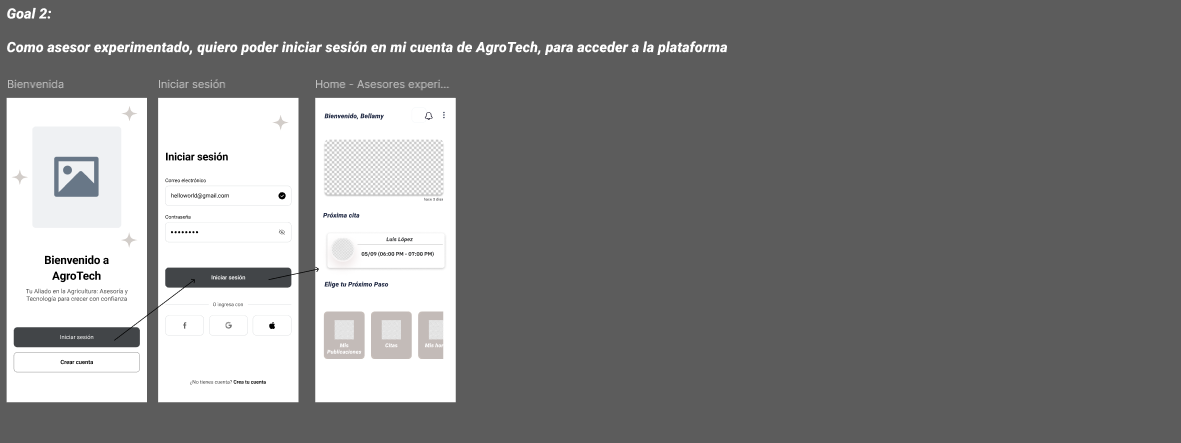 Goal 2:
Como asesor experimentado, quiero poder iniciar sesión en mi cuenta de AgroTech, para acceder a la plataforma
Bienvenida
Bienvenido a
AgroTech
Tu Aliado en la Agricultura: Asesoría y
Tecnología para crecer con confianza
Iniciar sesión
Crear cuenta
Iniciar sesión
Iniciar sesión
Correo electrónico
helloworld@gmail.com
Contraseña
Iniciar sesión
O ingresa con
¿No tienes cuenta? Crea tu cuenta
Home - Asesores experi...
Bienvenido, Bellamy
hace 3 días
Próxima cita
Luis López
05/09 (06:00 PM - 07:00 PM)
Elige tu Próximo Paso
Mis
Publicaciones
Citas